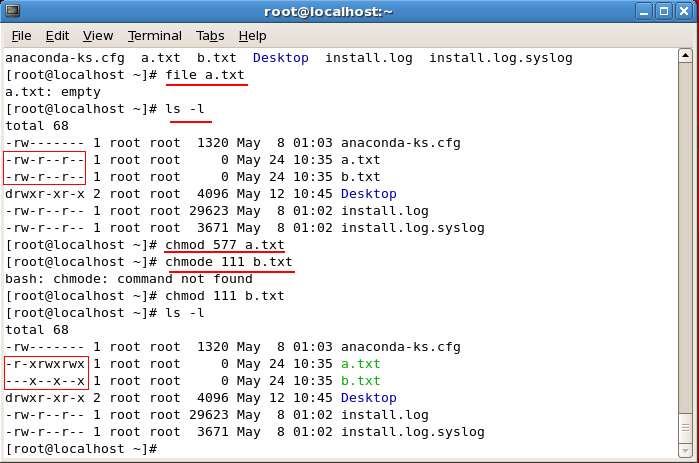 root@localhost:~
File Edit View Terminal Tabs Help
anaconda-ks.cfg  a.txt  b.txt  Desktop  install.log  install.log.syslog
[root@localhost ~]# file a.txt
a.txt: empty
[root@localhost ~]# ls -l
total 68
-rw------- 1 root root  1320 May  8 01:03 anaconda-ks.cfg
-rw-r--r-- 1 root root     0 May 24 10:35 a.txt
-rw-r--r-- 1 root root     0 May 24 10:35 b.txt
drwxr-xr-x 2 root root  4096 May 12 10:45 Desktop
-rw-r--r-- 1 root root 29623 May  8 01:02 install.log
-rw-r--r-- 1 root root  3671 May  8 01:02 install.log.syslog
[root@localhost ~]# chmod 577 a.txt
[root@localhost ~]# chmode 111 b.txt
bash: chmode: command not found
[root@localhost ~]# chmod 111 b.txt
[root@localhost ~]# ls -l
total 68
-rw------- 1 root root  1320 May  8 01:03 anaconda-ks.cfg
-r-xrwxrwx 1 root root     0 May 24 10:35 a.txt
---x--x--x 1 root root     0 May 24 10:35 b.txt
drwxr-xr-x 2 root root  4096 May 12 10:45 Desktop
-rw-r--r-- 1 root root 29623 May  8 01:02 install.log
-rw-r--r-- 1 root root  3671 May  8 01:02 install.log.syslog
[root@localhost ~]#